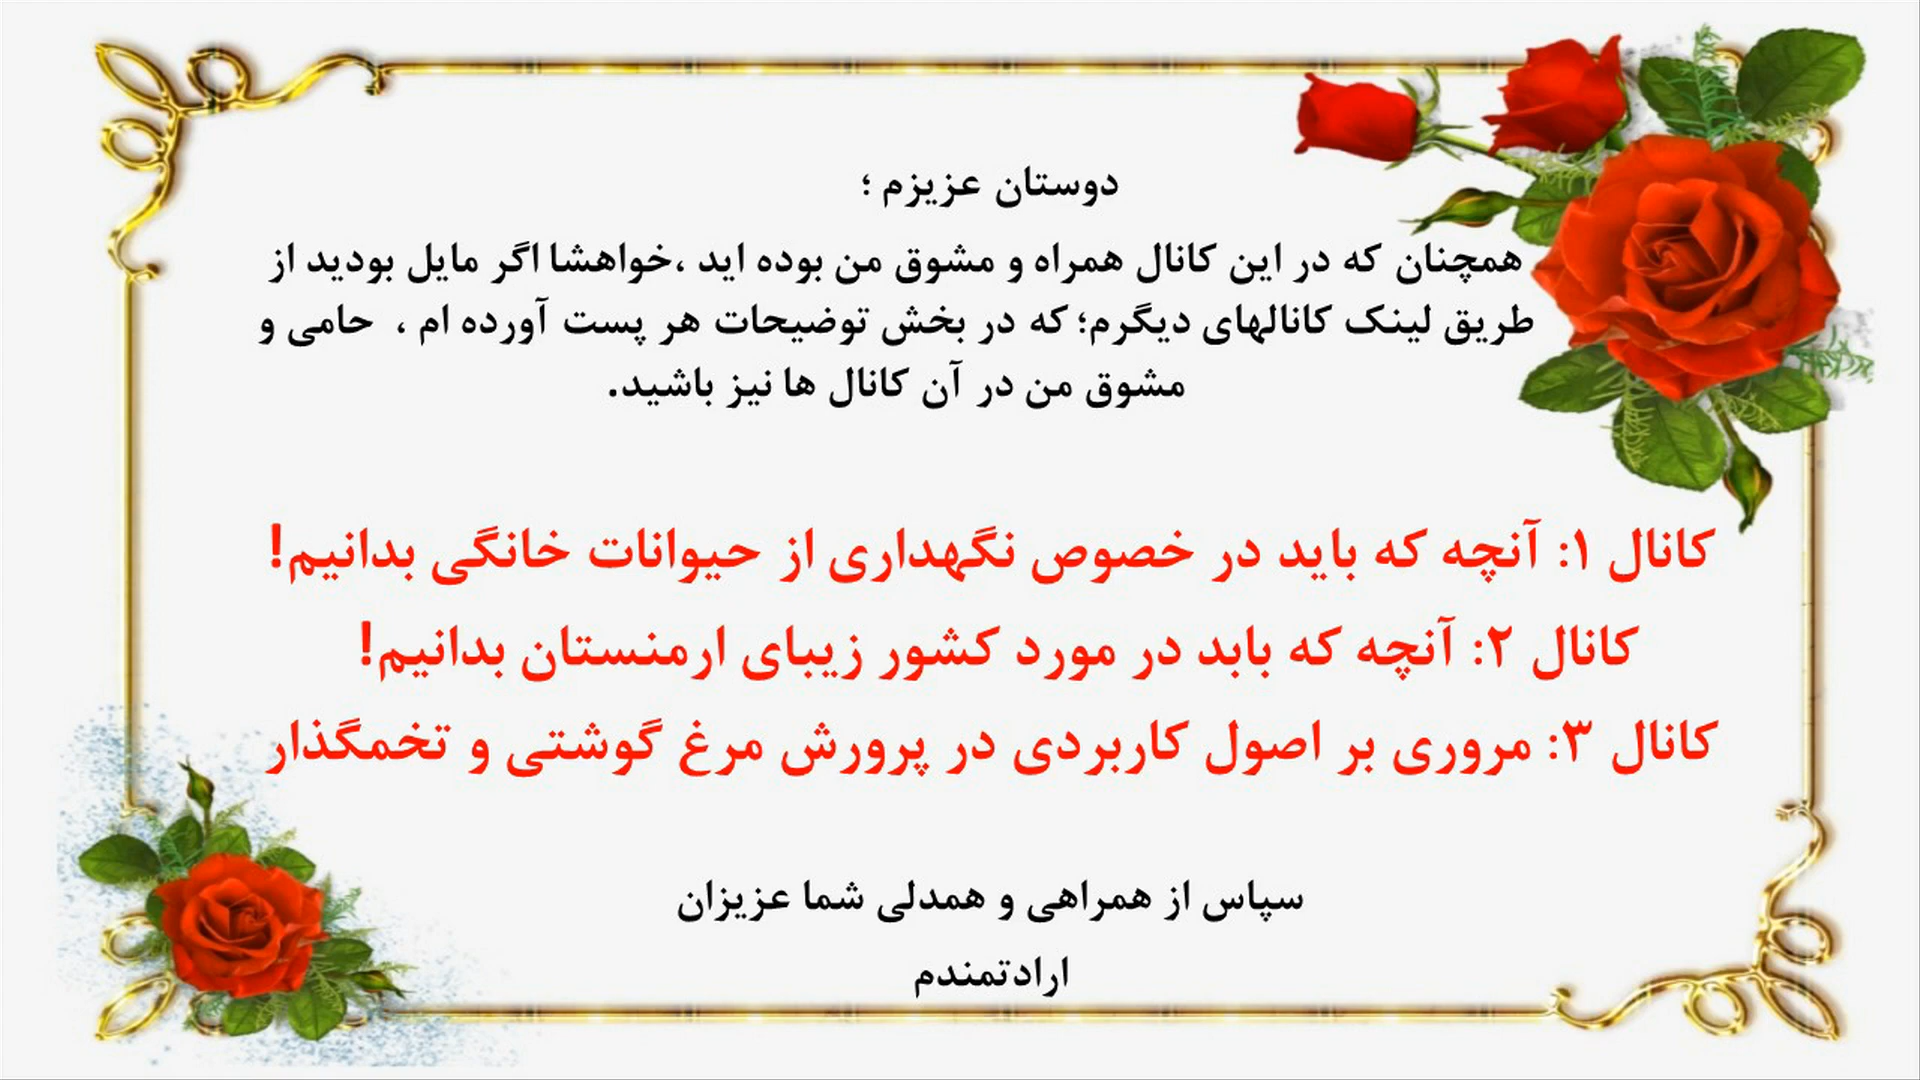 دوستان عزیزم ؛
همچنان که در این کانال همراه و مشوق من بوده اید ،خواهشا اگر مایل بودید از
طریق لینک کانالهای دیگرم؛ که در بخش توضیحات هر پست آورده ام ، حامی و
مشوق من در آن کانال ها نیز باشید.
کانال ۱: آنچه که باید در خصوص نگهداری از حیوانات خانگی بدانیم!
کانال ۲: آنچه که بابد در مورد کشور زیبای ارمنستان بدانیم!
کانال ۳: مروری بر اصول کاربردی در پرورش مرغ گوشتی و تخمگذار
سپاس از همراهی و همدلی شما عزیزان
ارادتمندم